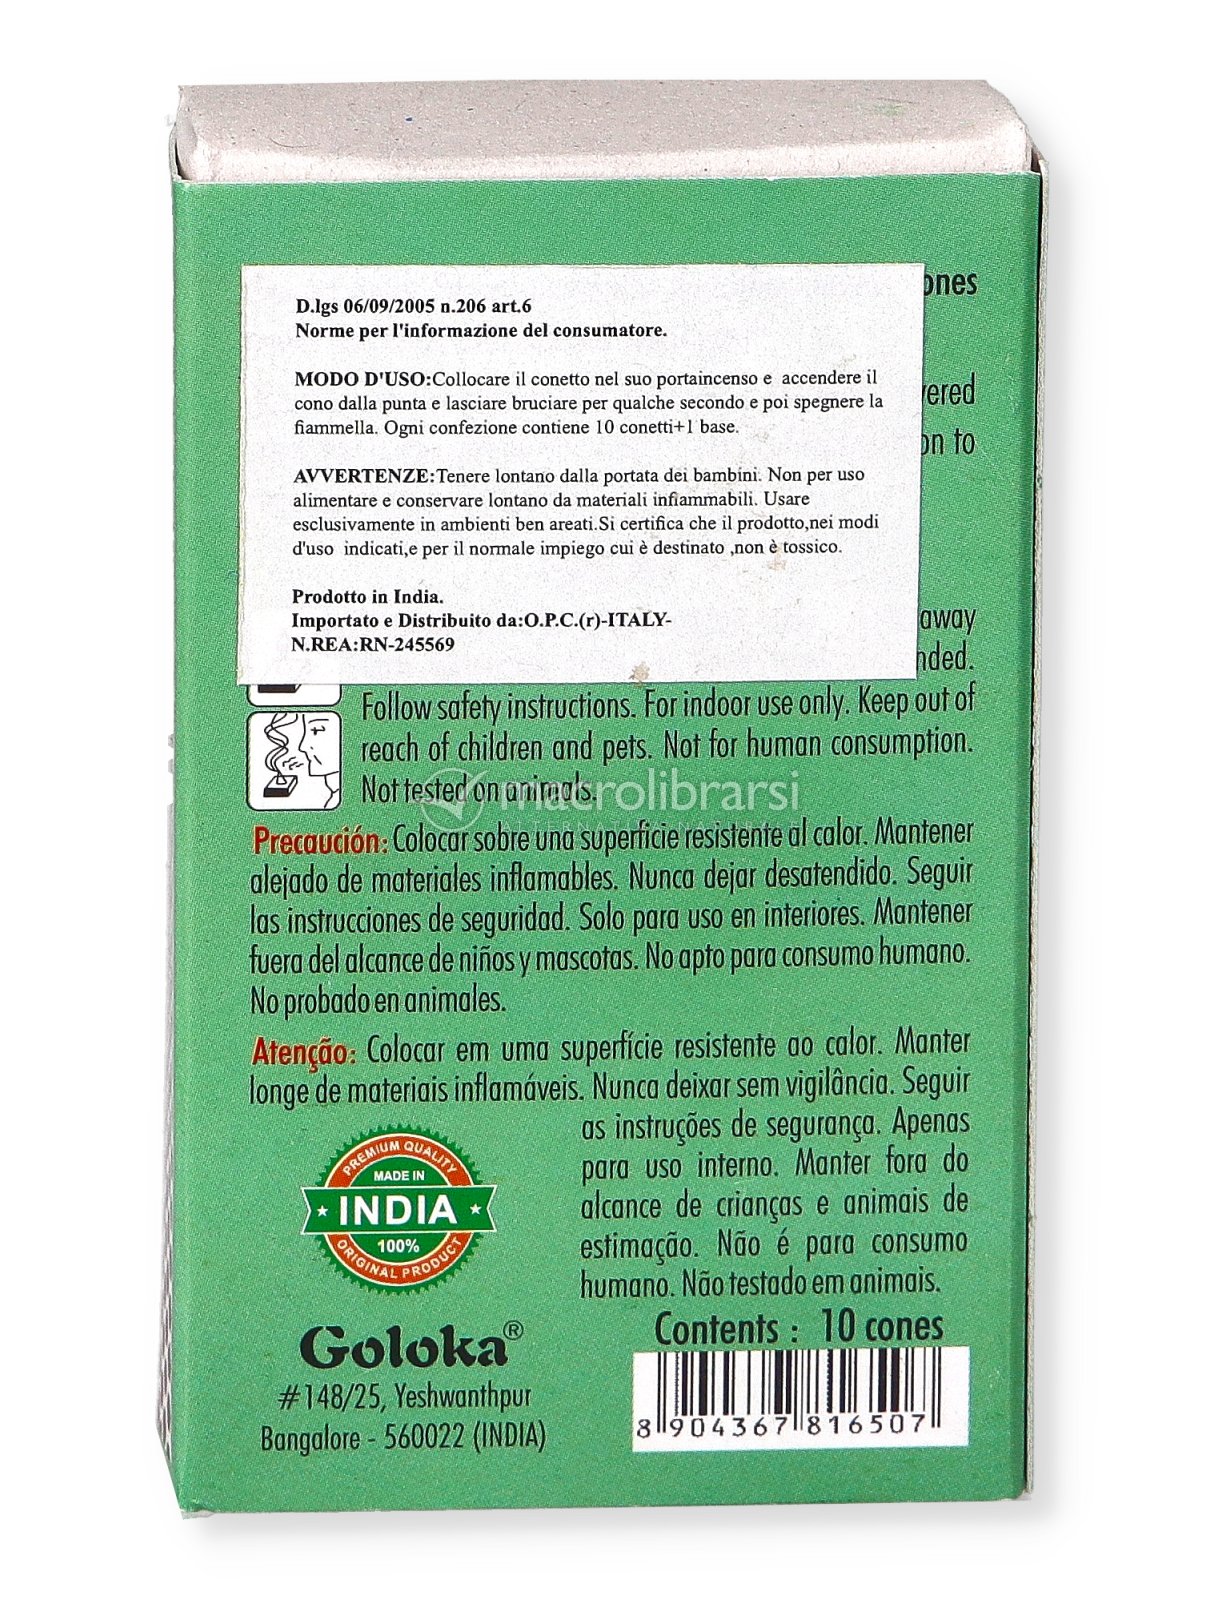 D.lgs 06/09/2005 n.206 art.6
Norme per l'informazione del consumatore.
MODO D'USO:Collocare il conetto nel suo portaincenso e accendere il
cono dalla punta e lasciare bruciare per qualche secondo e poi spegnere la
fiammella. Ogni confezione contiene 10 conetti+1 base.
AVVERTENZE:Tenere lontano dalla portata dei bambini. Non per uso
alimentare e conservare lontano da materiali infiammabili. Usare
esclusivamente in ambienti ben areati.Si certifica che il prodotto,nei modi
d'uso indicati,e per il normale impiego cui è destinato ,non è tossico.
Prodotto in India.
Importato e Distribuito da:O.P.C.(r)-ITALY-
N.REA:RN-245569
on to
away
Follow safety instructions. For indoor use only. Keep out of
reach of children and pets. Not for human consumption.
Not tested on animals.
macrolibrarsi
Precaución: Colocar sobre una superficie resistente al calor. Mantener
alejado de materiales inflamables. Nunca dejar desatendido. Seguir
las instrucciones de seguridad. Solo para uso en interiores. Mantener
fuera del alcance de niños y mascotas. No apto para consumo humano.
No probado en animales.
Atenção: Colocar em uma superfície resistente ao calor. Manter
longe de materiais inflamáveis. Nunca deixar sem vigilância. Seguir
as instruções de segurança. Apenas
para uso interno. Manter fora do
alcance de crianças e animais de
estimação. Não é para consumo
humano. Não testado em animais.
PREMIUM QUALITY
MADE IN
INDIA
100%
ORIGINAL PRODUCT
Goloka®
#148/25, Yeshwanthpur
Bangalore - 560022 (INDIA)
Contents : 10 cones
8 904367 816507